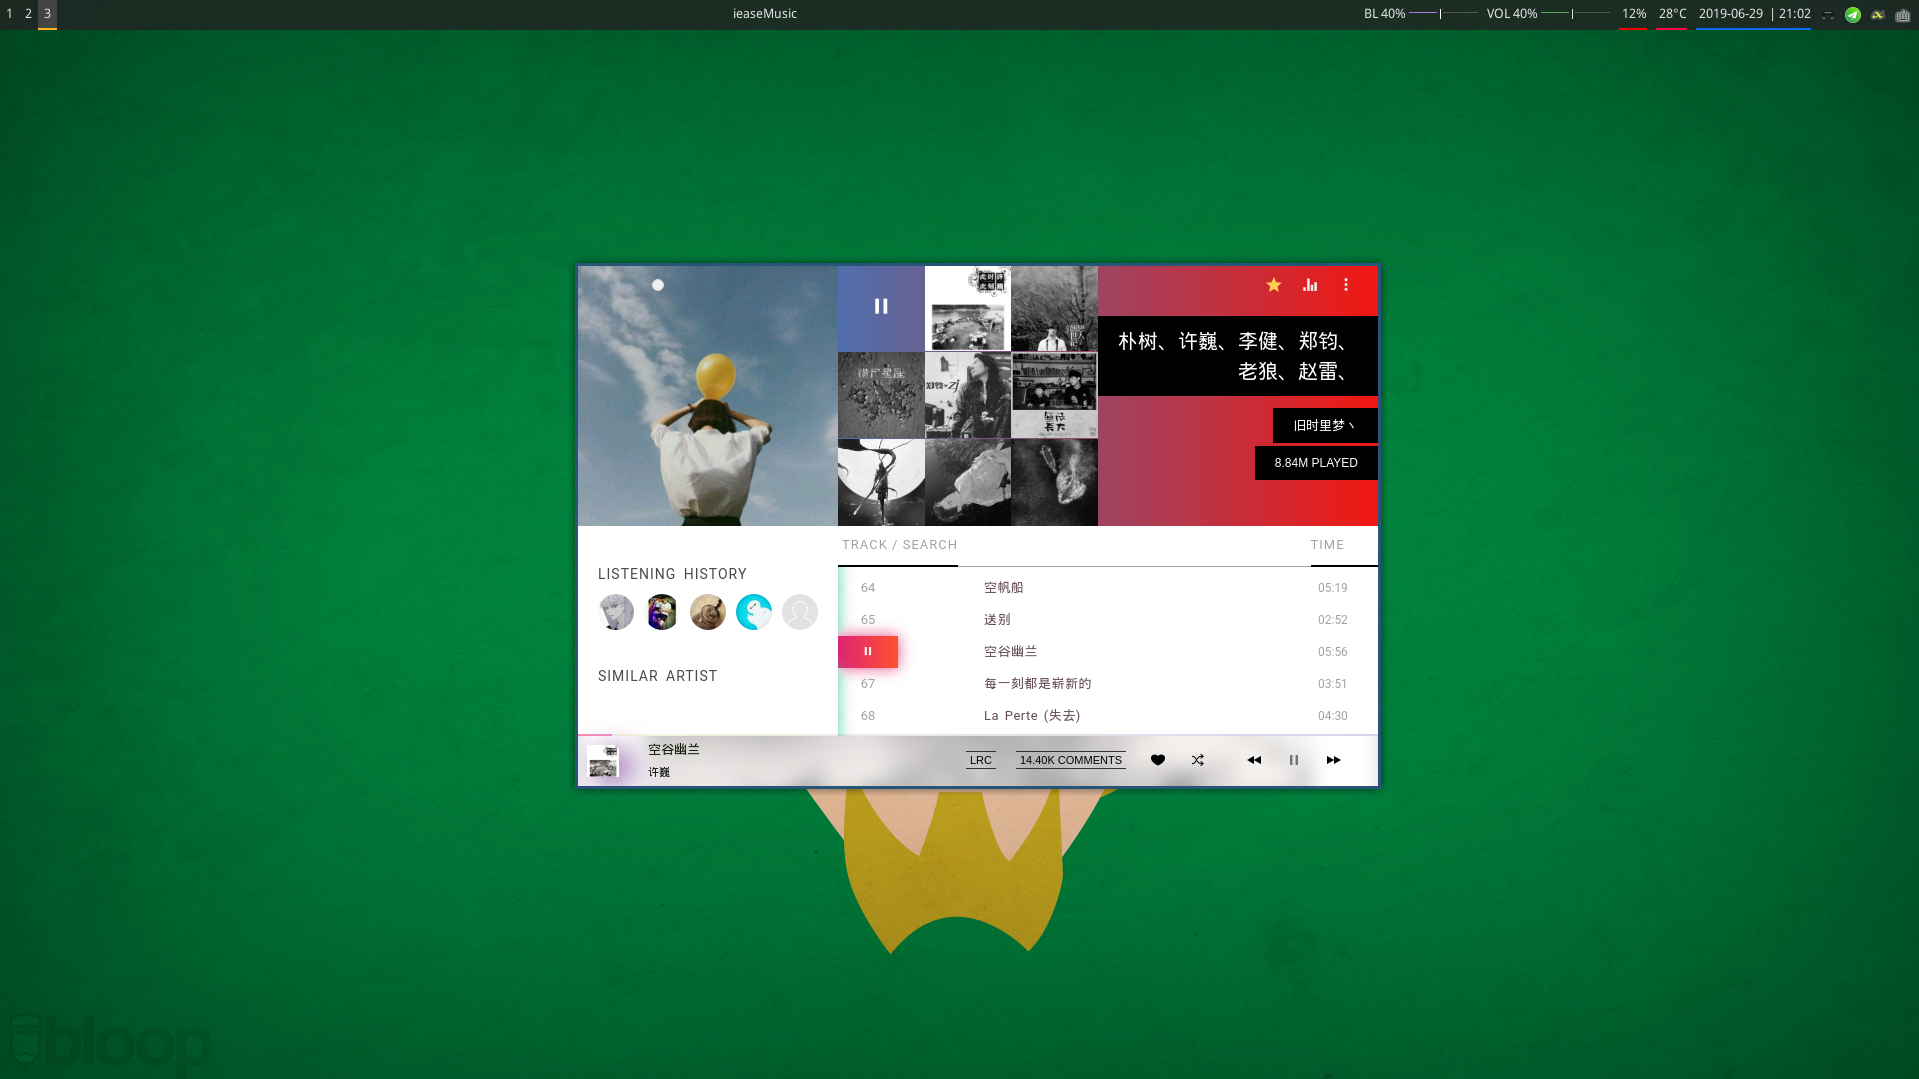 1 2 3
ieaseMusic
BL 40%
VOL 40%
12%
28°C
2019-06-29 | 21:02
朴树、许巍、李健、郑钧、
老狼、赵雷、
旧时里梦丶
8.84M PLAYED
LISTENING HISTORY
SIMILAR ARTIST
TRACK / SEARCH TIME
64 空帆船 05:19
65 送别 02:52
空谷幽兰 05:56
67 每一刻都是崭新的 03:51
68 La Perte (失去) 04:30
空谷幽兰
许巍
LRC
14.40K COMMENTS
bloop